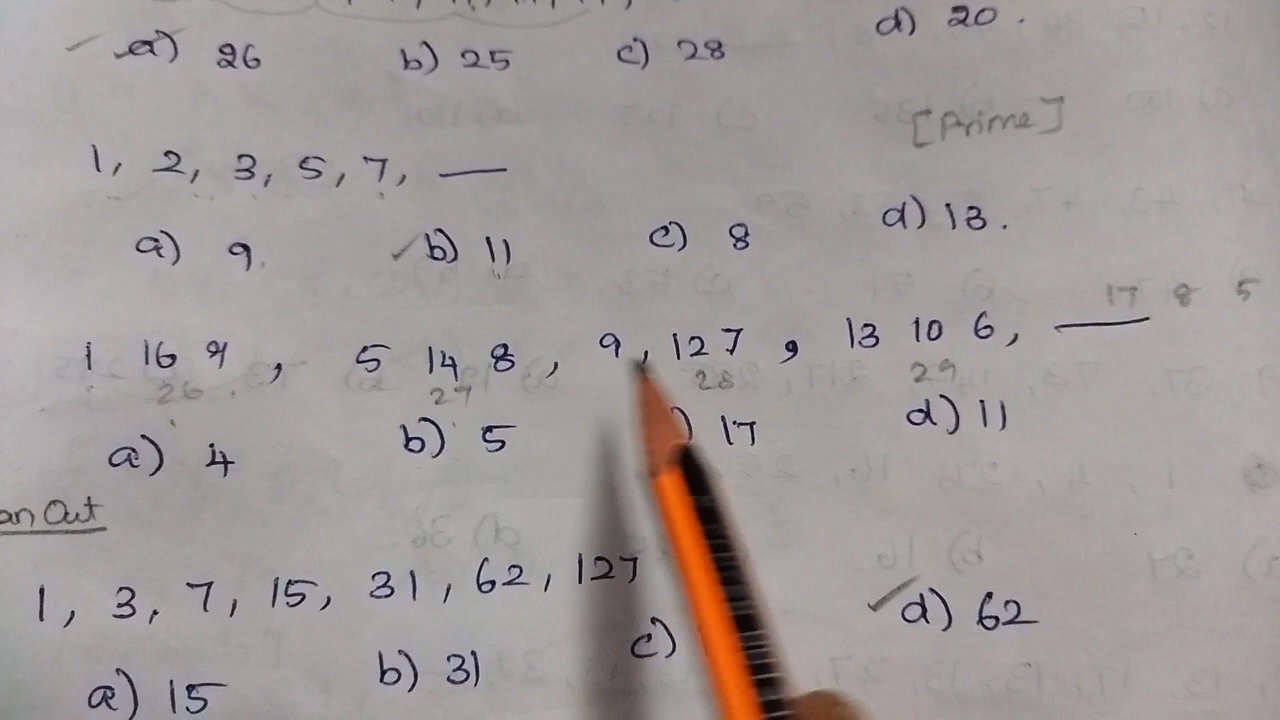 a) 26 b) 25 c) 28 d) 20.
[Prime]
1, 2, 3, 5, 7, —
a) 9 b) 11 c) 8 d) 13.
17 8 5
1 16 9, 5 14 8, 9, 12 7, 13 10 6, —
26 27 28 29
a) 4 b) 5 ) 17 d) 11
an Out
1, 3, 7, 15, 31, 62, 127
a) 15 b) 31 c) d) 62